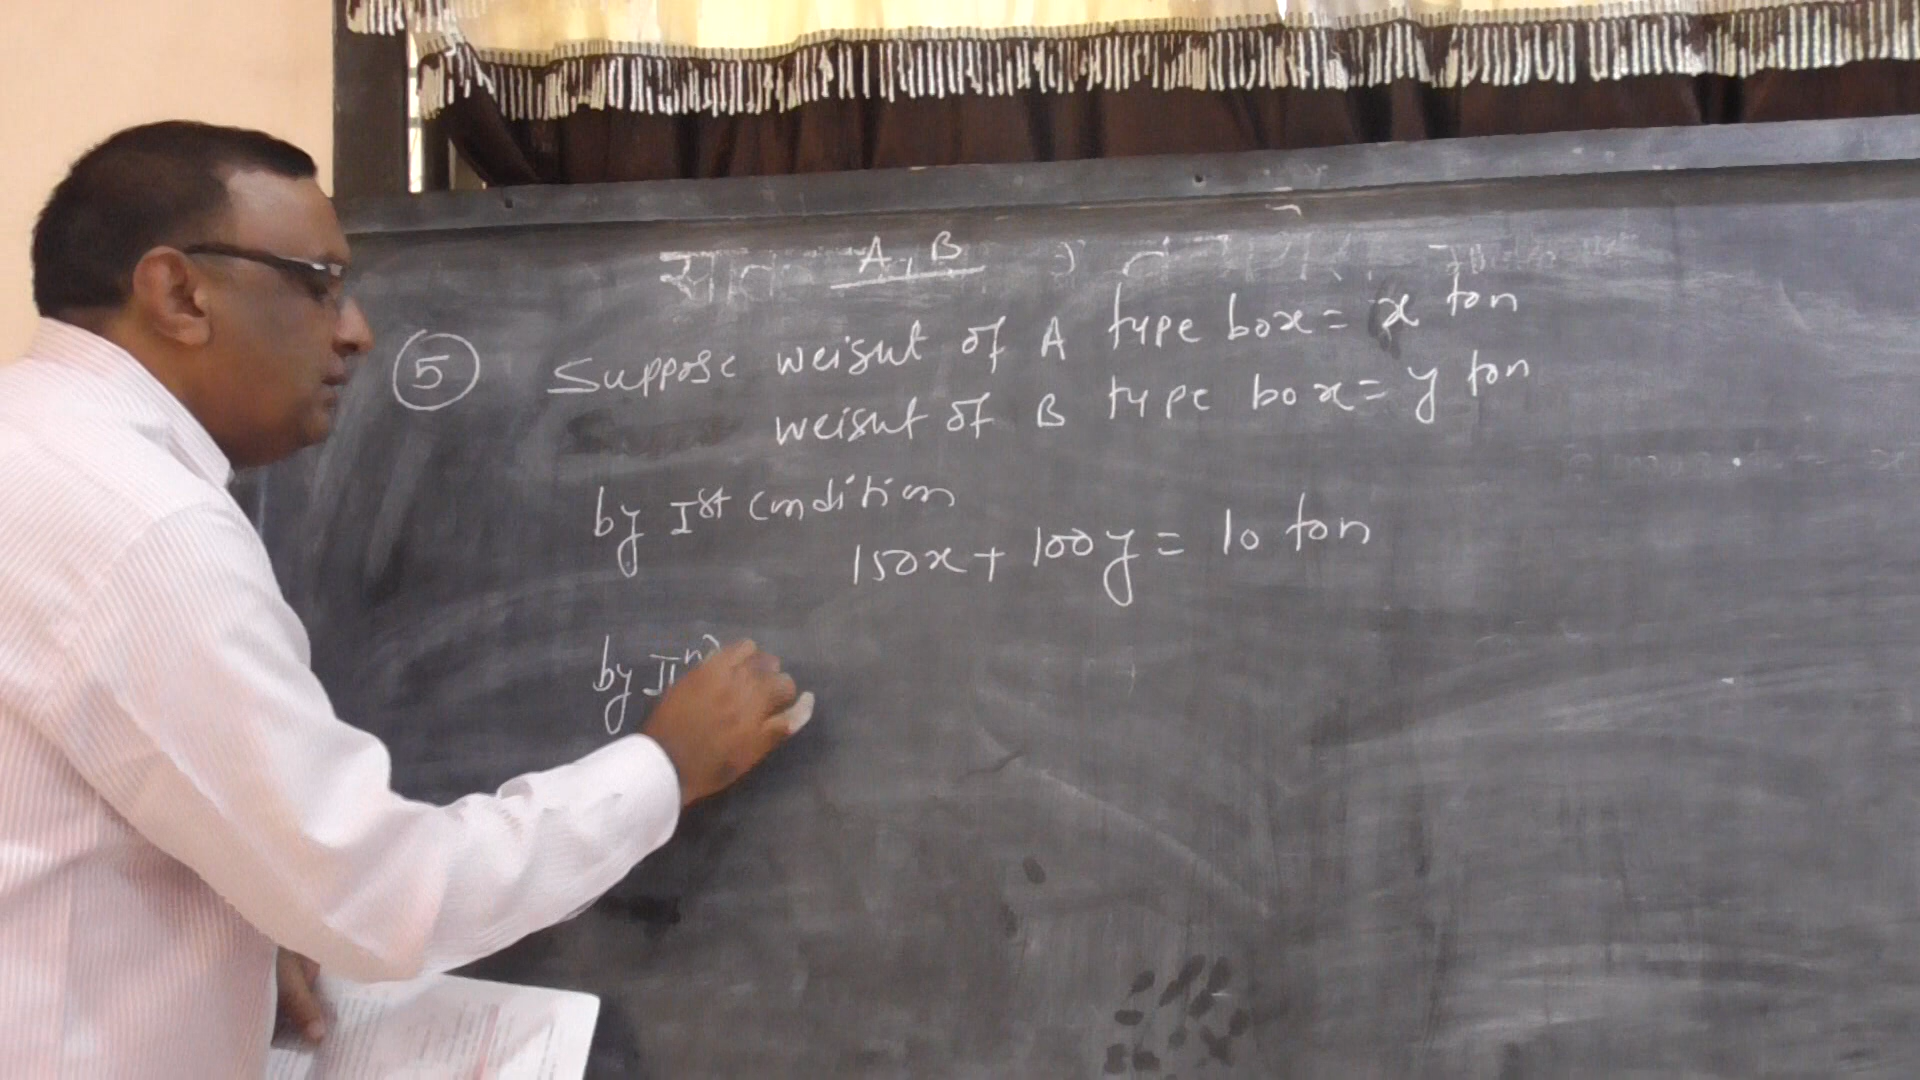 A, B
5 Suppose weight of A type box = x ton
weight of B type box = y ton
by Ist condition
150x + 100y = 10 ton
by IInd